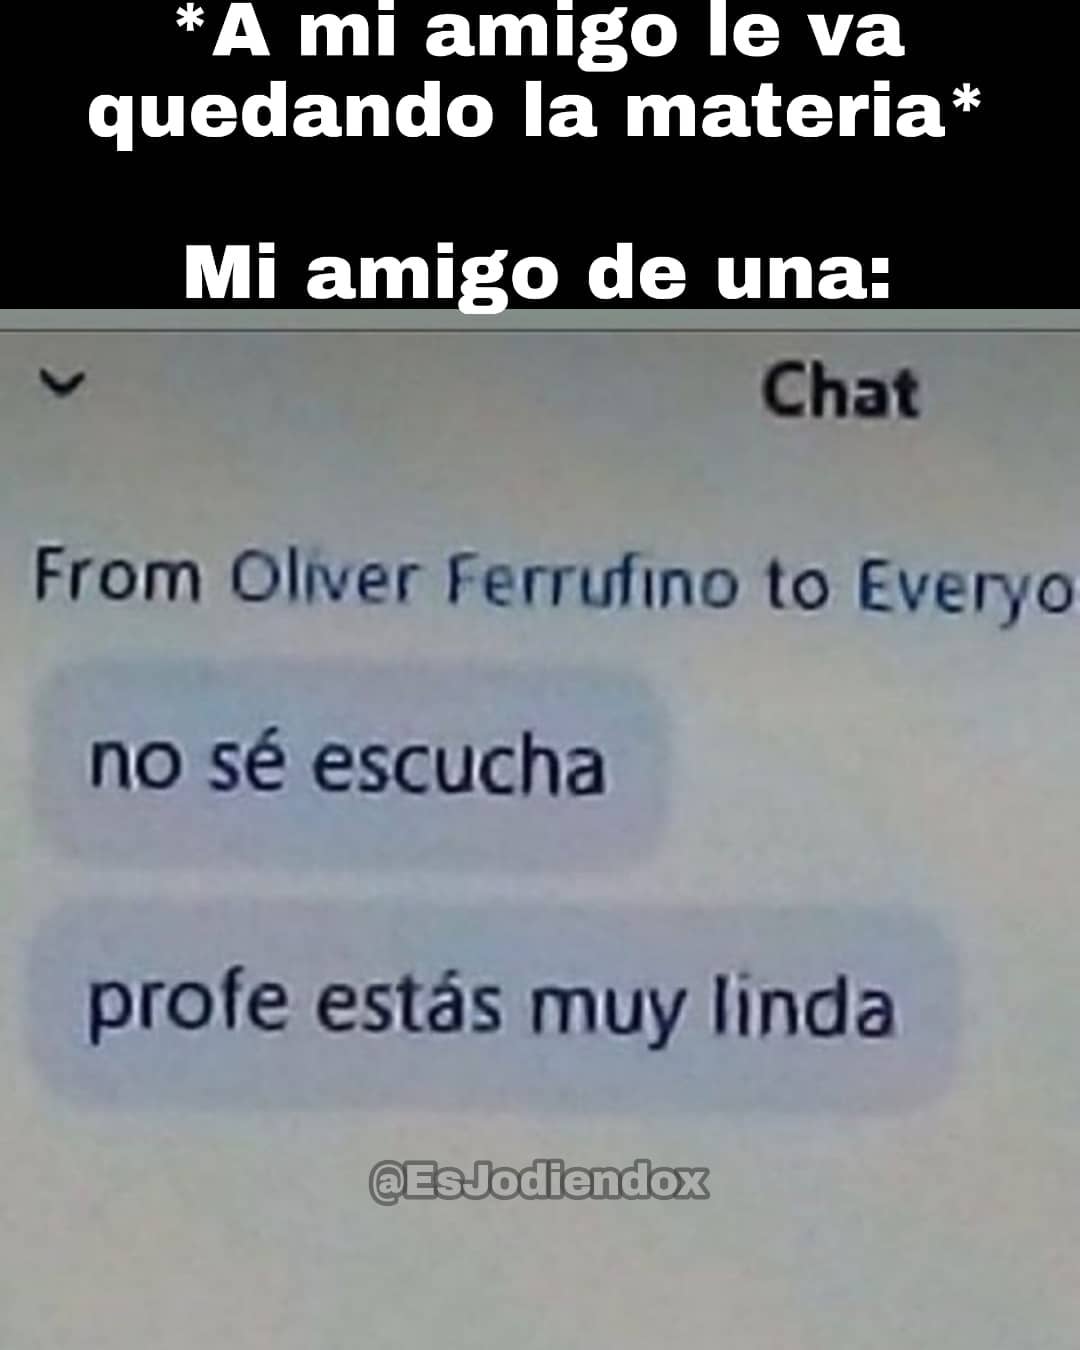 *A mi amigo le va
quedando la materia*
Mi amigo de una:
Chat
From Oliver Ferrufino to Everyo
no sé escucha
profe estás muy linda
@EsJodiendox